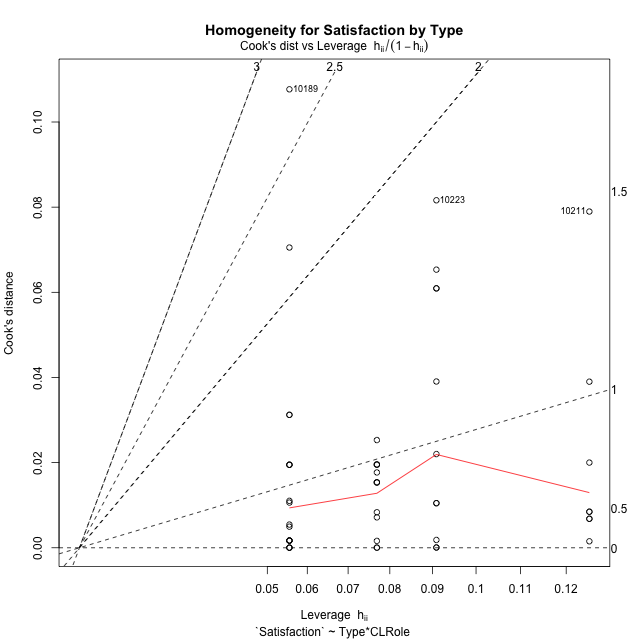 Homogeneity for Satisfaction by Type
Cook's dist vs Leverage hii/(1−hii)
3
2.5
2
10189
0.10
1.5
10223
10211
0.08
0.06
Cook's distance
0.04
1
0.02
0.5
0.00
0
0.05 0.06 0.07 0.08 0.09 0.1 0.11 0.12
Leverage hii
`Satisfaction` ~ Type*CLRole